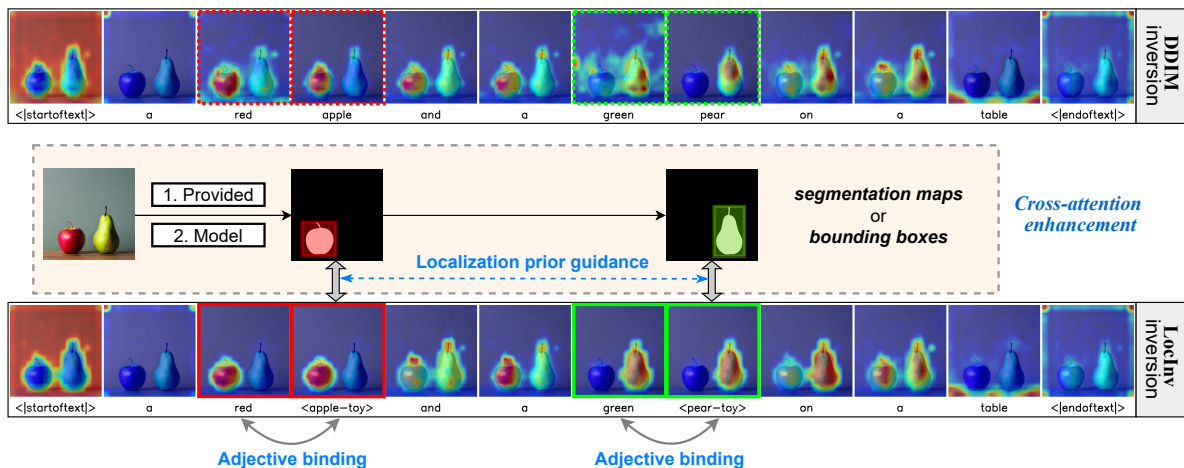 <|startoftext|> a red apple and a green pear on a table <|endoftext|>
DDIM
inversion
1. Provided
2. Model
segmentation maps
or
bounding boxes
Cross-attention
enhancement
Localization prior guidance
<|startoftext|> a red <apple-toy> and a green <pear-toy> on a table <|endoftext|>
LocInv
inversion
Adjective binding
Adjective binding